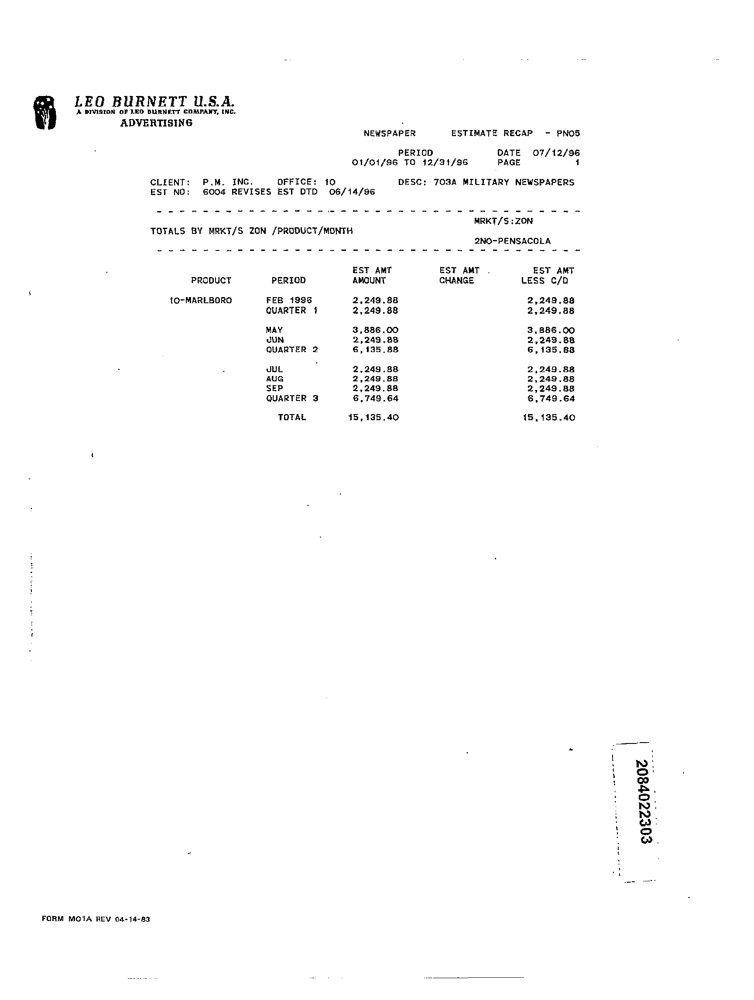 LEO BURNETT U.S.A.
A DIVISION OF LEO BURNETT COMPANY, INC.
ADVERTISING
NEWSPAPER ESTIMATE RECAP - PNO5
PERIOD DATE 07/12/96
01/01/96 TO 12/31/96 PAGE 1
CLIENT: P.M. INC. OFFICE: 10 DESC: 703A MILITARY NEWSPAPERS
EST NO: 6004 REVISES EST DTD 06/14/96
MRKT/S:ZON
TOTALS BY MRKT/S ZON /PRODUCT/MONTH
2NO-PENSACOLA
EST AMT EST AMT EST AMT
PRODUCT PERIOD AMOUNT CHANGE LESS C/D
10-MARLBORO FEB 1996 2,249.88 2,249.88
QUARTER 1 2,249.88 2,249.88
MAY 3,886.00 3,886.00
JUN 2,249.88 2,249.88
QUARTER 2 6,135.88 6,135.88
JUL 2,249.88 2,249.88
AUG 2,249.88 2,249.88
SEP 2,249.88 2,249.88
QUARTER 3 6,749.64 6,749.64
TOTAL 15,135.40 15,135.40
2084022303
FORM MO1A REV 04-14-83